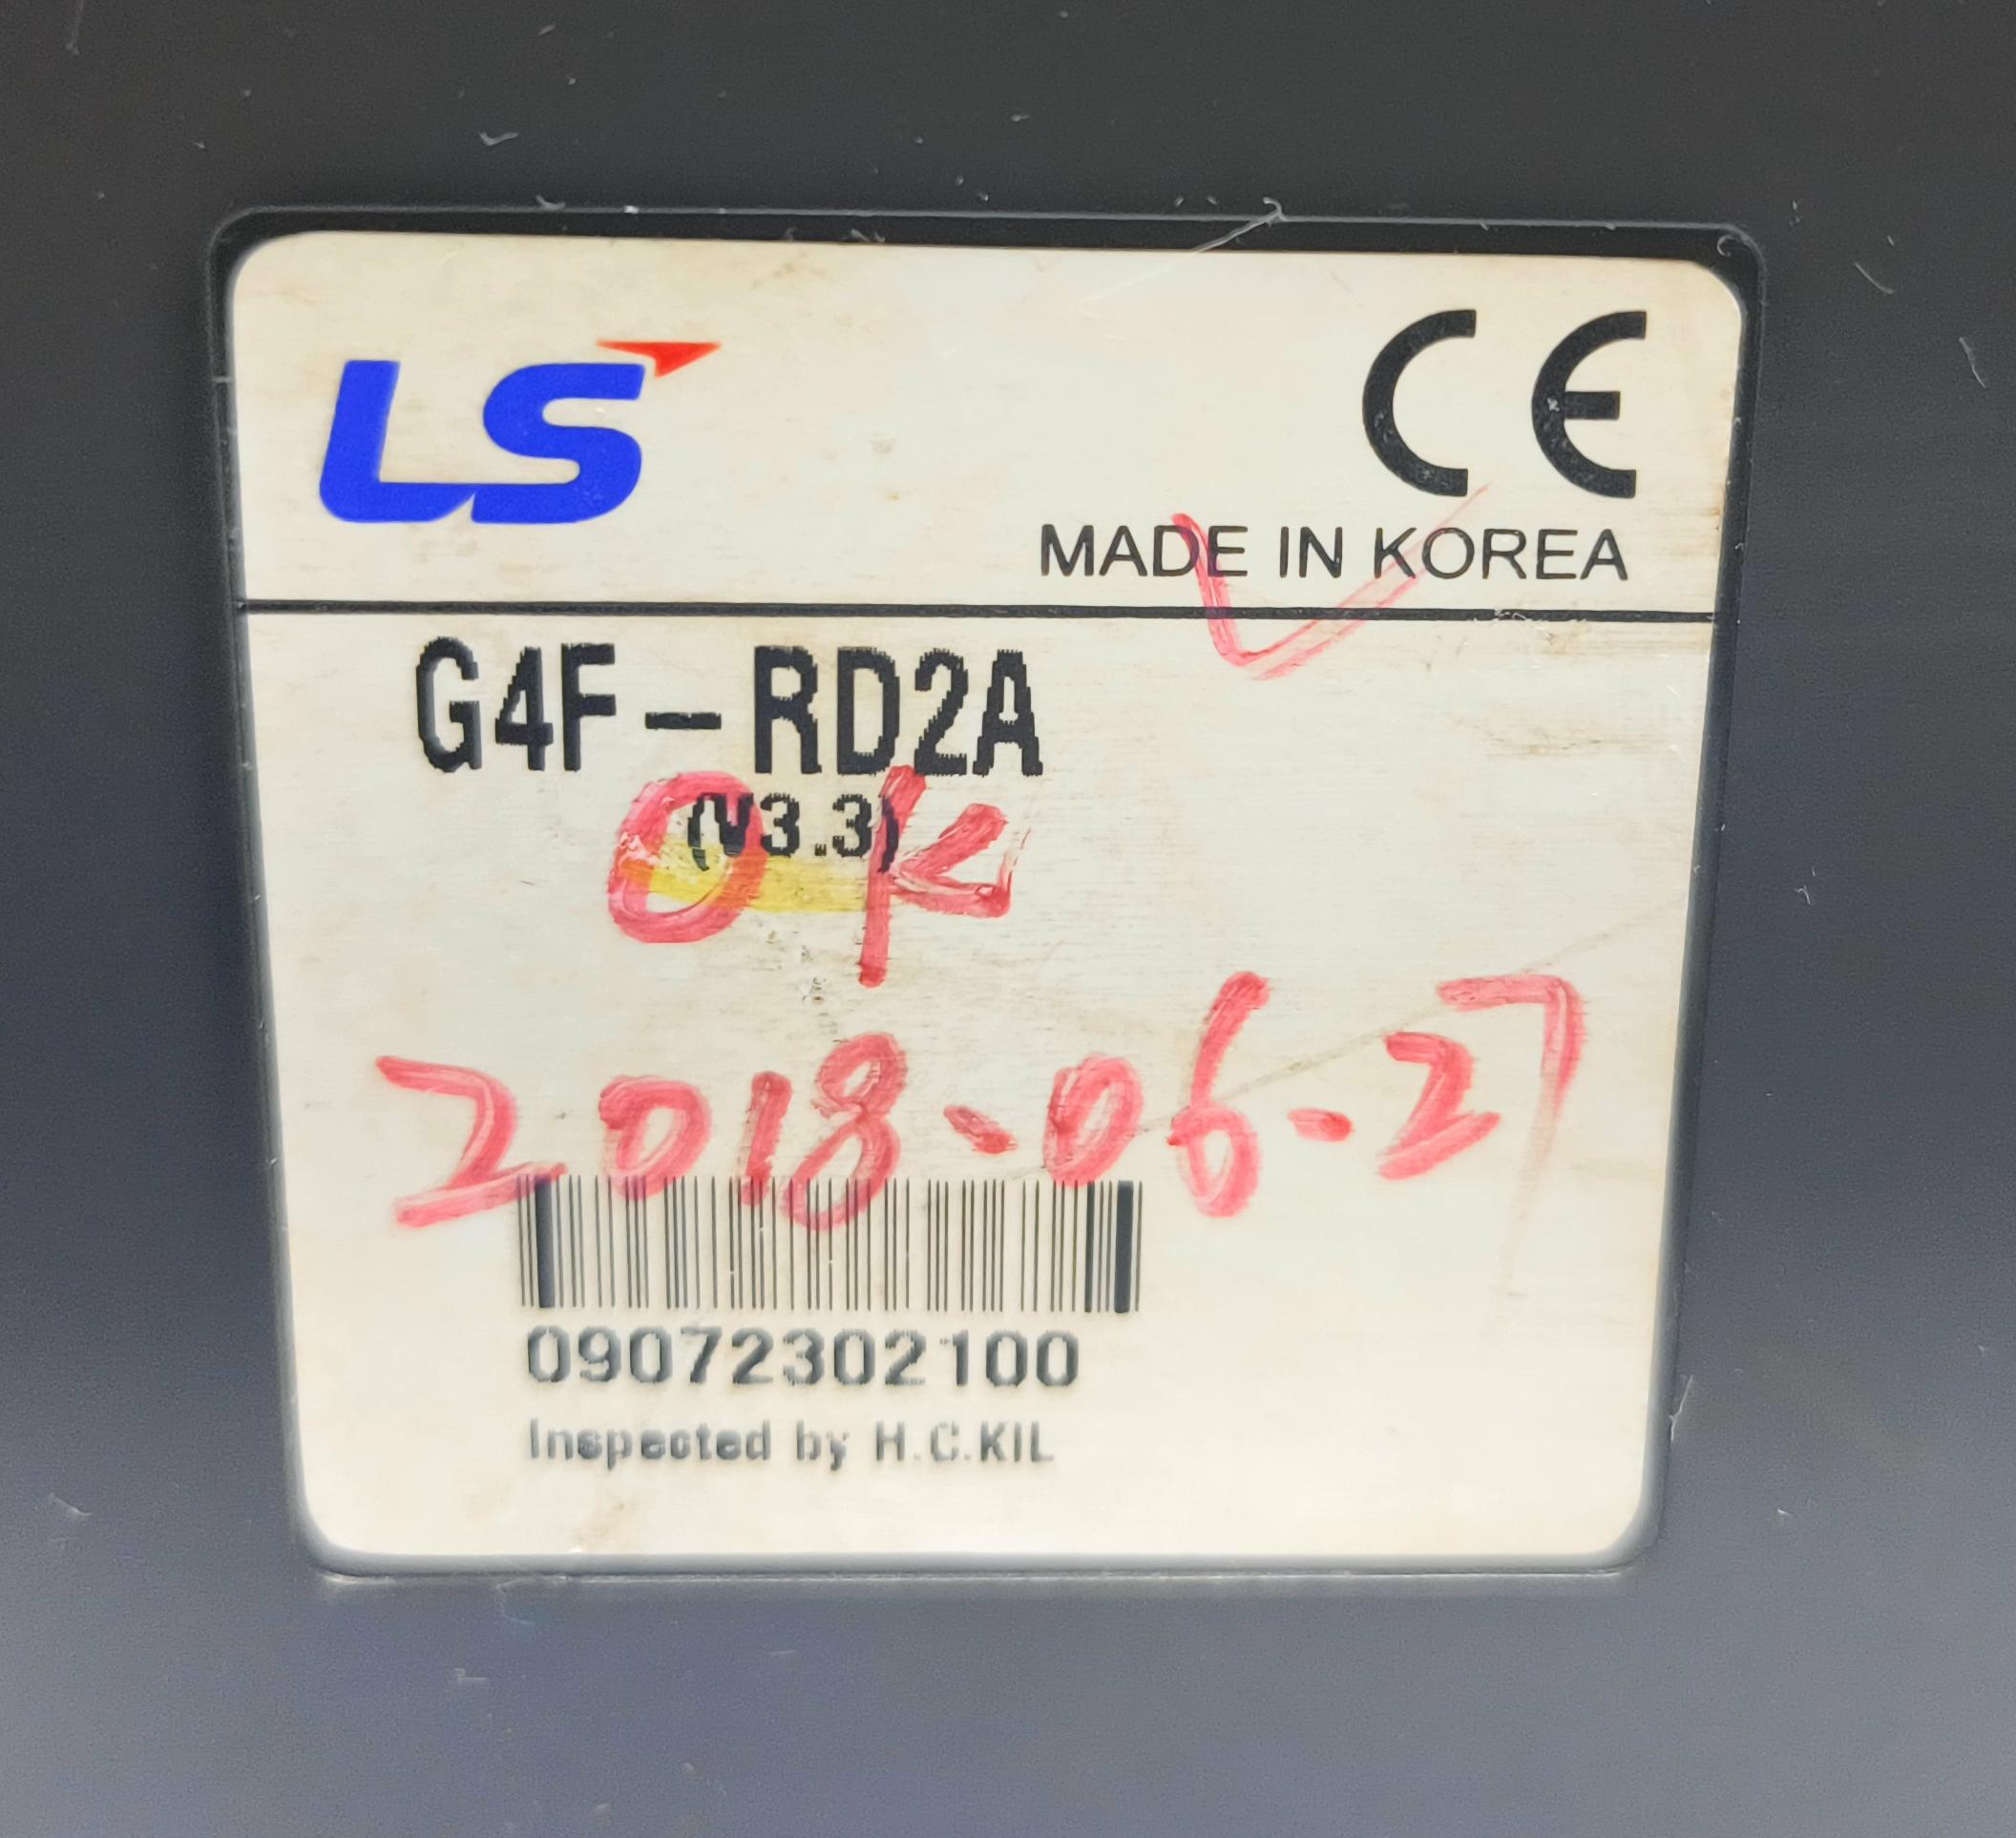 LS
CE
MADE IN KOREA
G4F-RD2A
(V3.3)
OK
2018-06-27
09072302100
Inspected by H.C.KIL